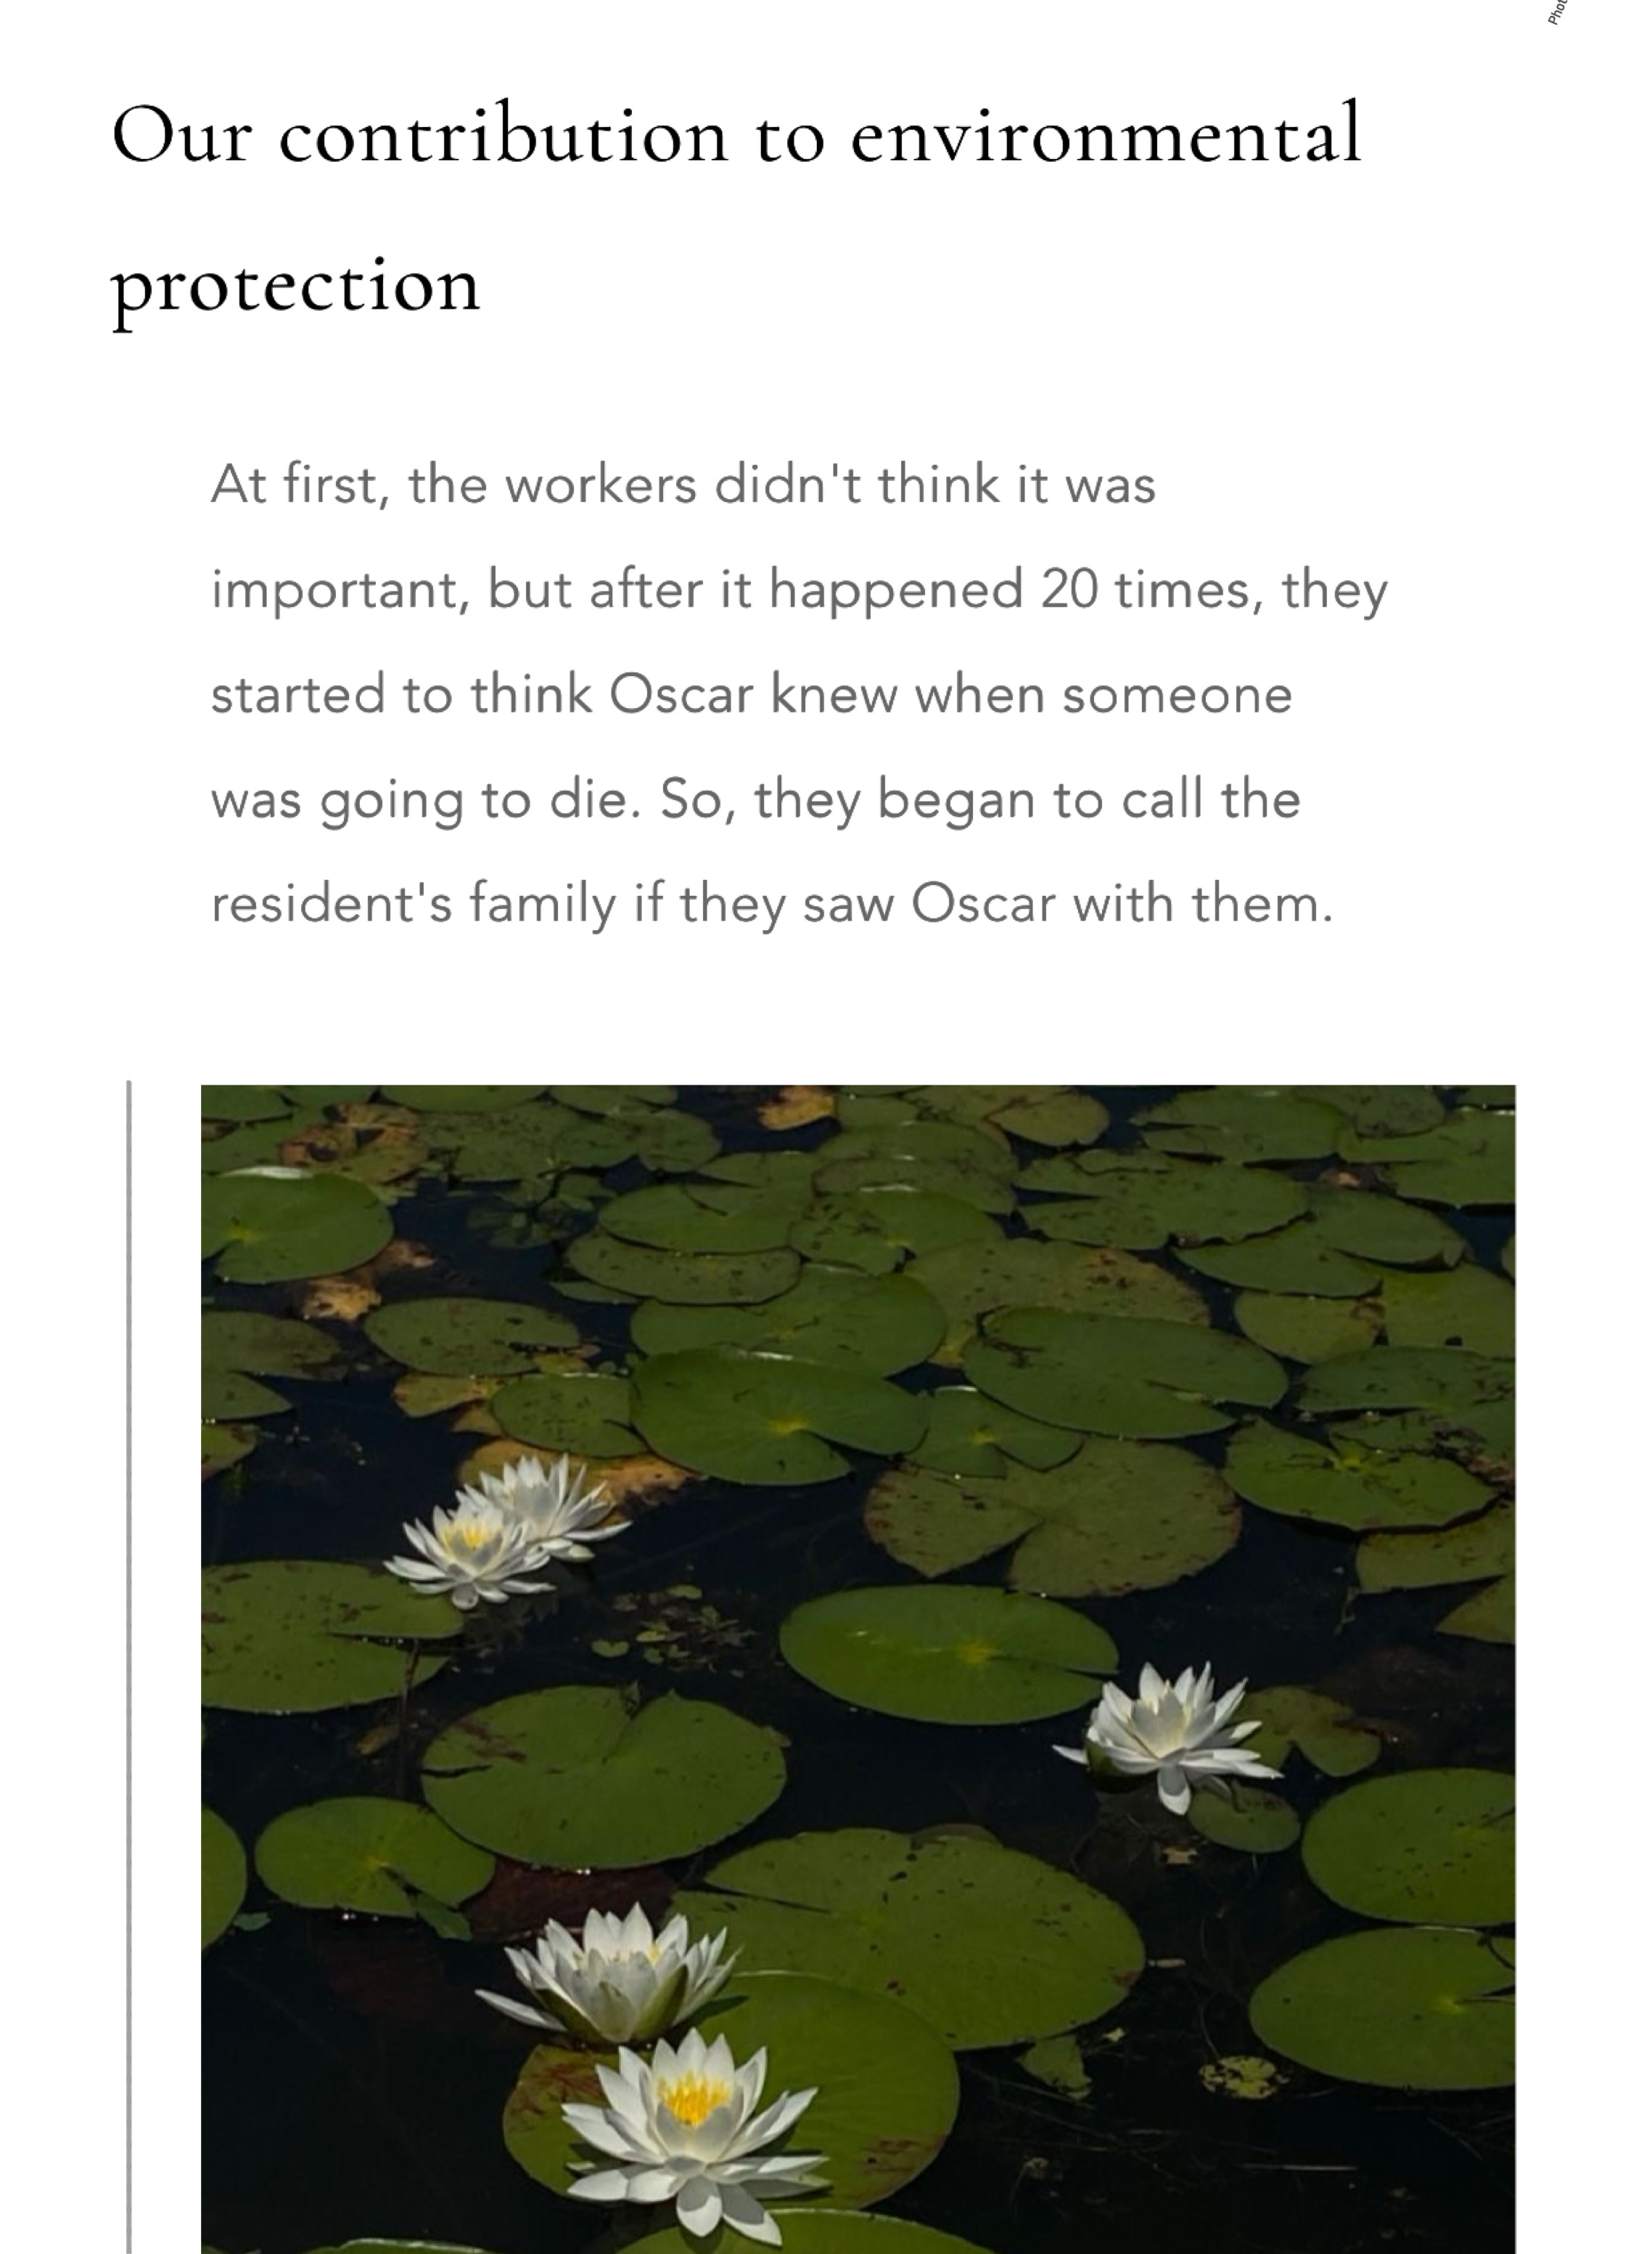 Our contribution to environmental
protection
At first, the workers didn't think it was
important, but after it happened 20 times, they
started to think Oscar knew when someone
was going to die. So, they began to call the
resident's family if they saw Oscar with them.